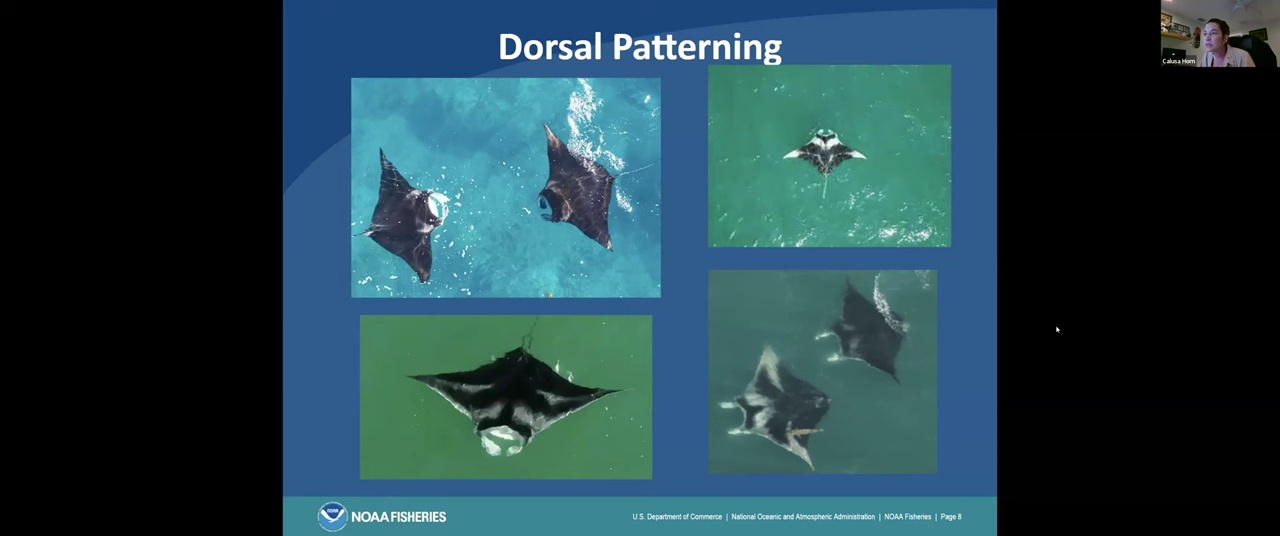 Dorsal Patterning
Calusa Horn
NOAA FISHERIES
U.S. Department of Commerce | National Oceanic and Atmospheric Administration | NOAA Fisheries | Page 8